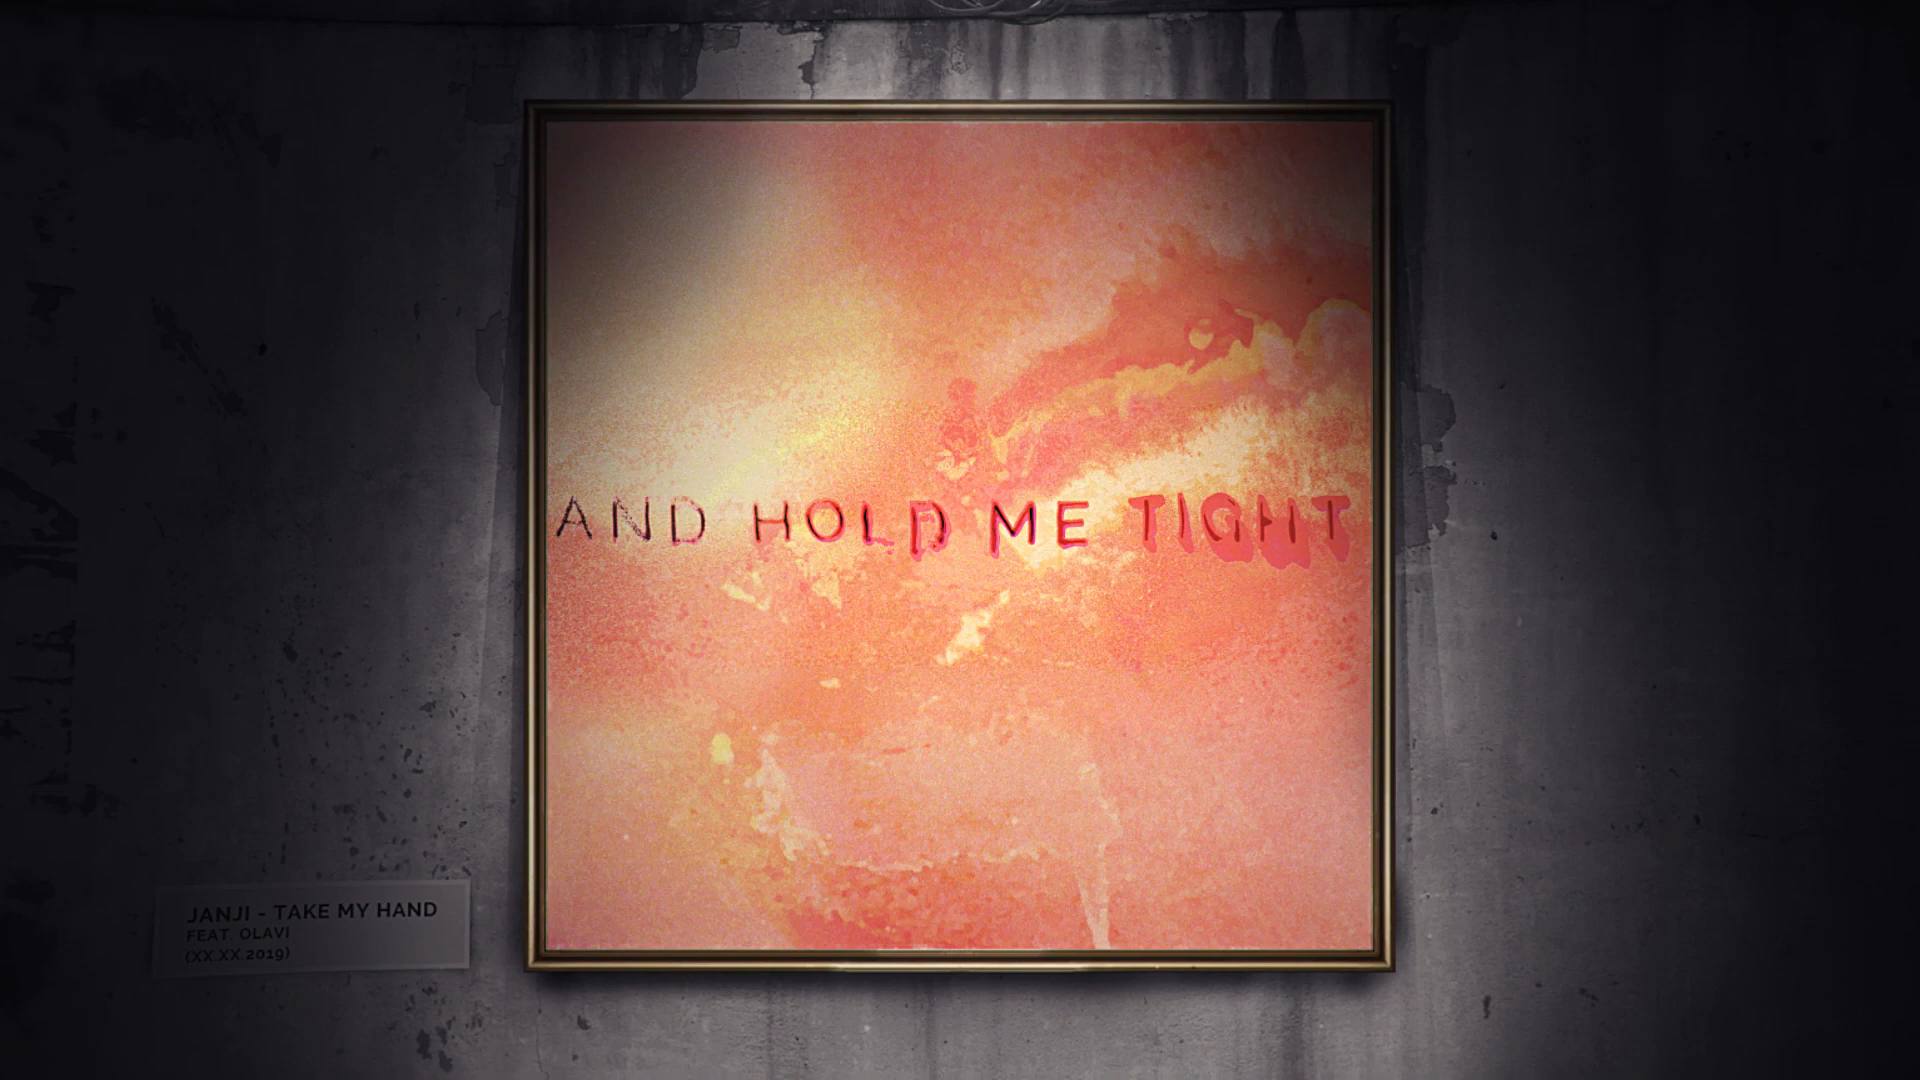 AND HOLD ME TIGHT
JANJI - TAKE MY HAND
FEAT. OLAVI
(XX.XX.2019)